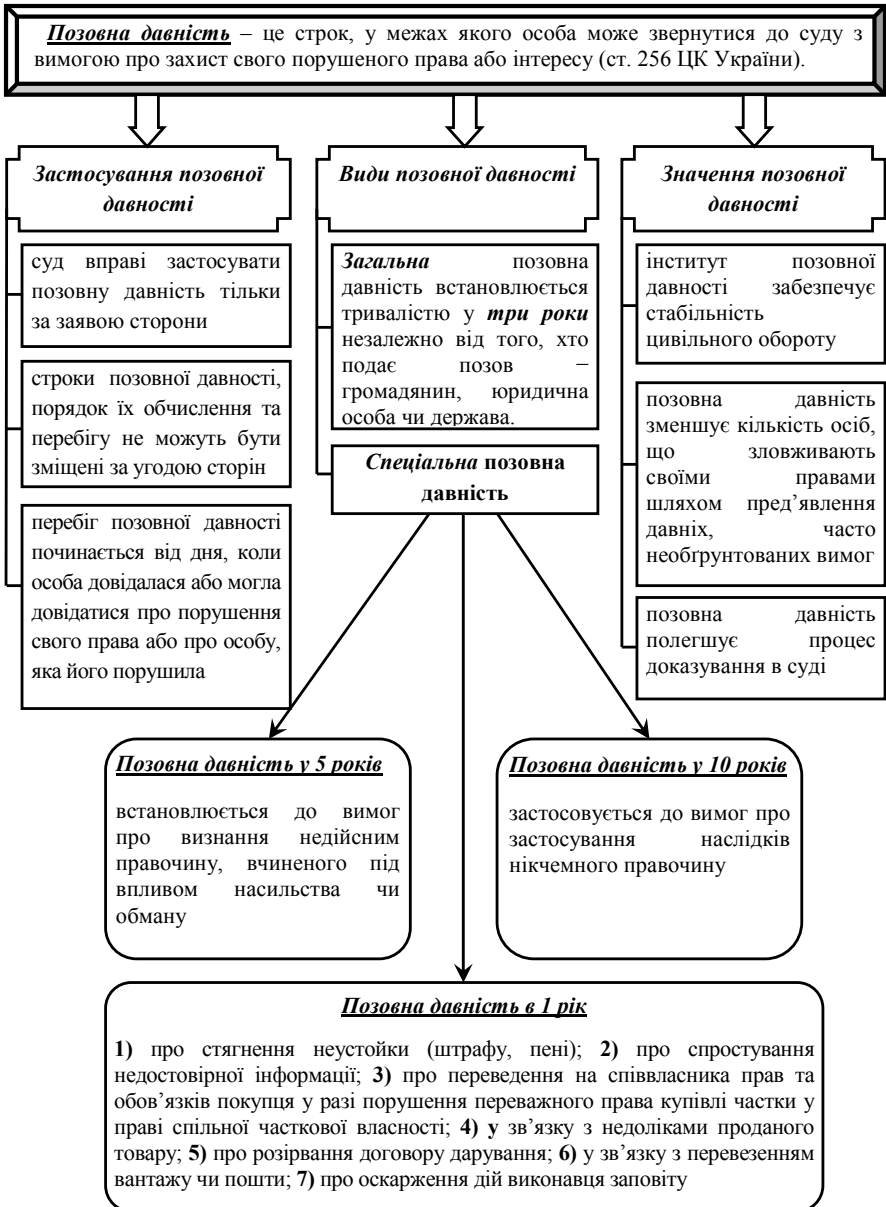 Позовна давність – це строк, у межах якого особа може звернутися до суду з
вимогою про захист свого порушеного права або інтересу (ст. 256 ЦК України).
Застосування позовної
давності
суд вправі застосувати
позовну давність тільки
за заявою сторони
строки позовної давності,
порядок їх обчислення та
перебігу не можуть бути
зміщені за угодою сторін
перебіг позовної давності
починається від дня, коли
особа довідалася або могла
довідатися про порушення
свого права або про особу,
яка його порушила
Види позовної давності
Загальна позовна
давність встановлюється
тривалістю у три роки
незалежно від того, хто
подає позов –
громадянин, юридична
особа чи держава.
Спеціальна позовна
давність
Значення позовної
давності
інститут позовної
давності забезпечує
стабільність
цивільного обороту
позовна давність
зменшує кількість осіб,
що зловживають
своїми правами
шляхом пред’явлення
давніх, часто
необґрунтованих вимог
позовна давність
полегшує процес
доказування в суді
Позовна давність у 5 років
встановлюється до вимог
про визнання недійсним
правочину, вчиненого під
впливом насильства чи
обману
Позовна давність у 10 років
застосовується до вимог про
застосування наслідків
нікчемного правочину
Позовна давність в 1 рік
1) про стягнення неустойки (штрафу, пені); 2) про спростування
недостовірної інформації; 3) про переведення на співвласника прав та
обов’язків покупця у разі порушення переважного права купівлі частки у
праві спільної часткової власності; 4) у зв’язку з недоліками проданого
товару; 5) про розірвання договору дарування; 6) у зв’язку з перевезенням
вантажу чи пошти; 7) про оскарження дій виконавця заповіту